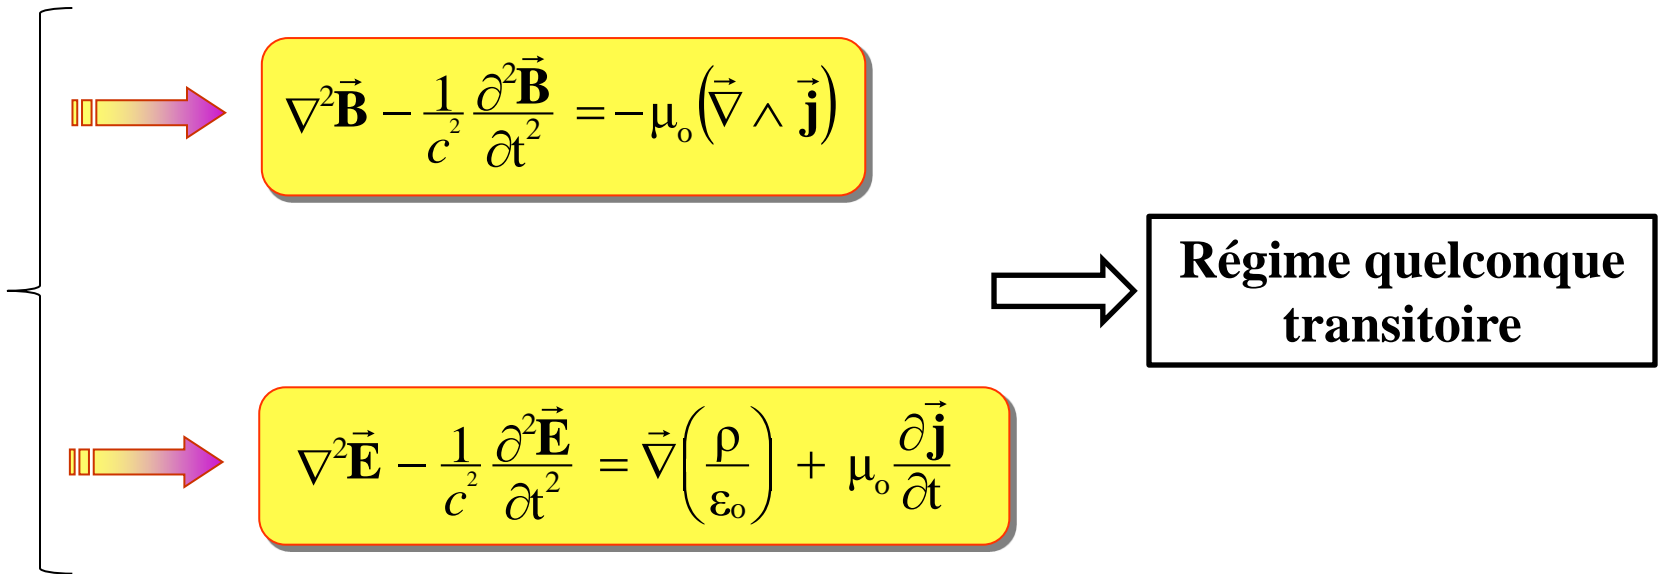 ∇²B⃗ − 1/c² ∂²B⃗/∂t² = −μₒ(∇⃗ ∧ j⃗)
Régime quelconque
transitoire
∇²E⃗ − 1/c² ∂²E⃗/∂t² = ∇⃗(ρ/εₒ) + μₒ ∂j⃗/∂t